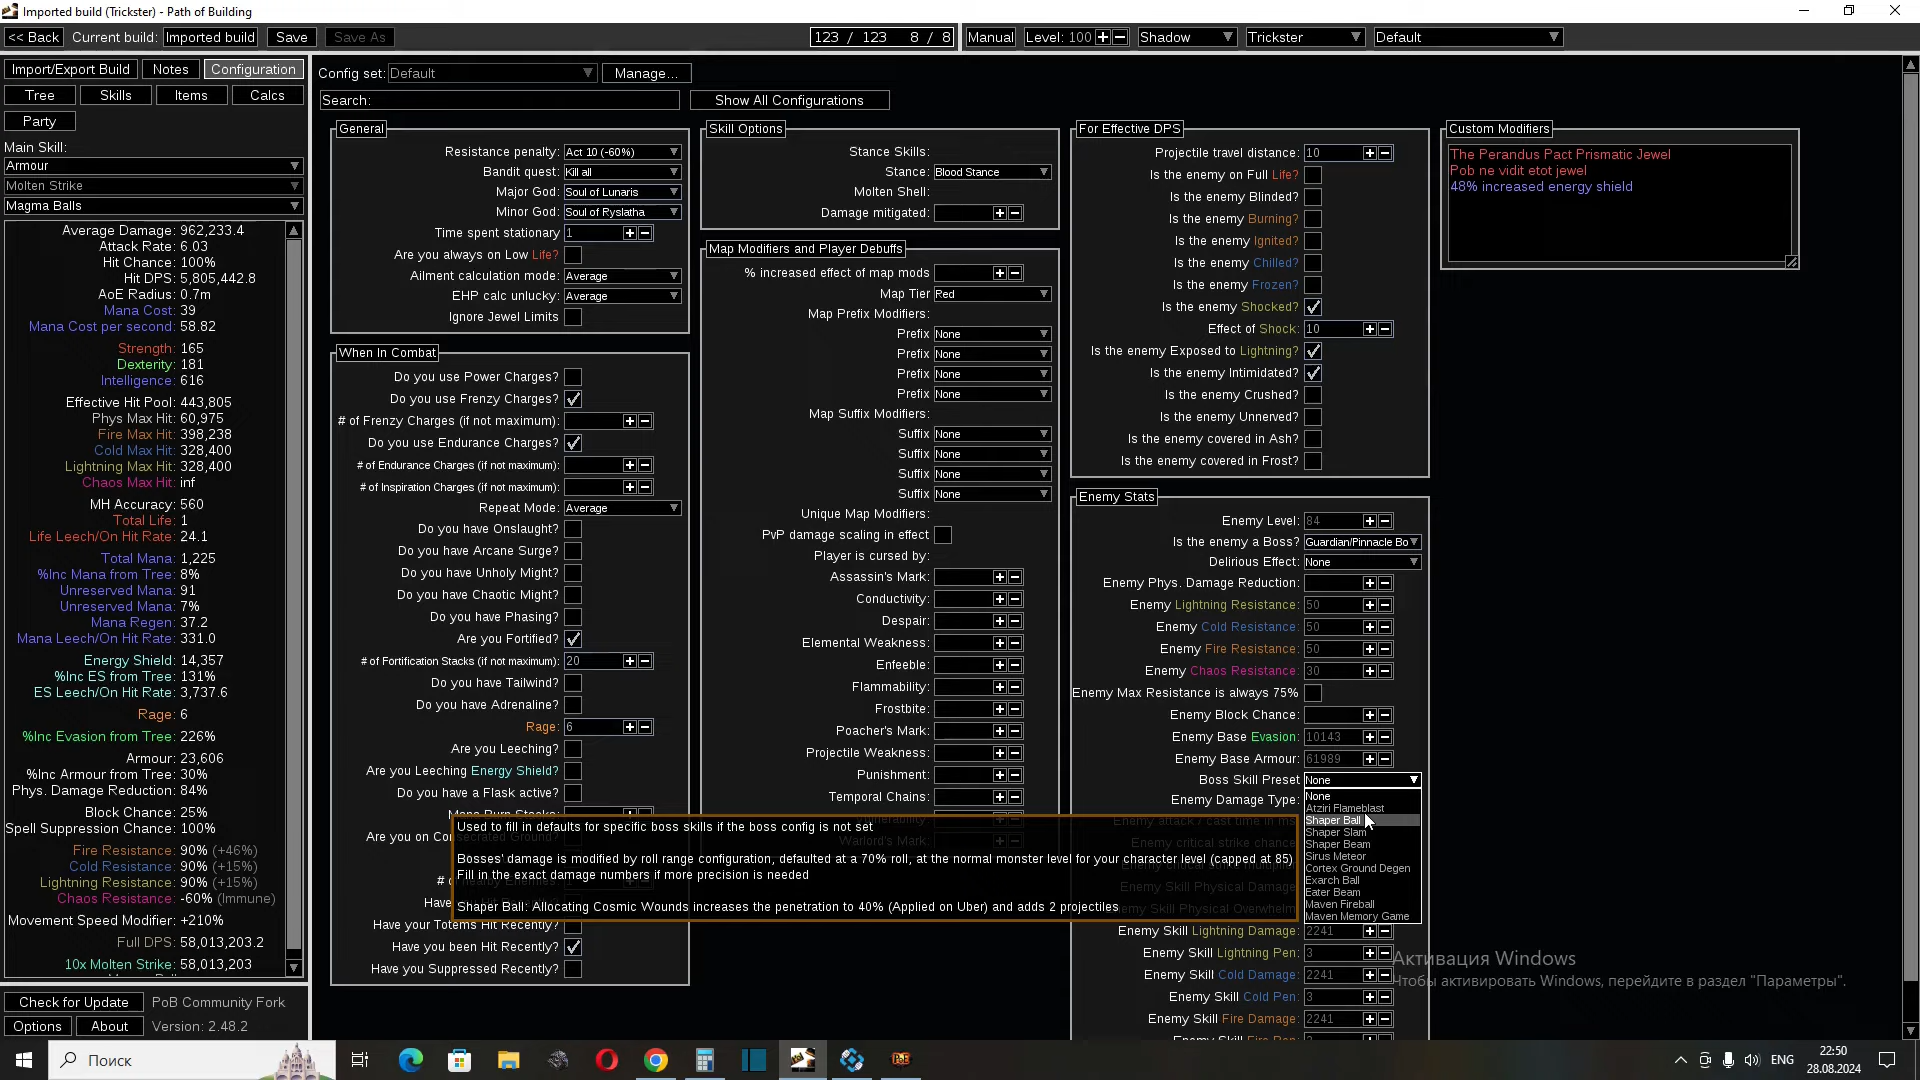 Imported build (Trickster) - Path of Building
<< Back Current build: Imported build Save Save As 123 / 123 8 / 8 Manual Level: 100 Shadow Trickster Default
Import/Export Build Notes Configuration
Tree Skills Items Calcs
Party
Main Skill:
Armour
Molten Strike
Magma Balls
Average Damage: 962,233.4
Attack Rate: 6.03
Hit Chance: 100%
Hit DPS: 5,805,442.8
AoE Radius: 0.7m
Mana Cost: 39
Mana Cost per second: 58.82
Strength: 165
Dexterity: 181
Intelligence: 616
Effective Hit Pool: 443,805
Phys Max Hit: 60,975
Fire Max Hit: 398,238
Cold Max Hit: 328,400
Lightning Max Hit: 328,400
Chaos Max Hit: inf
MH Accuracy: 560
Total Life: 1
Life Leech/On Hit Rate: 24.1
Total Mana: 1,225
%Inc Mana from Tree: 8%
Unreserved Mana: 91
Unreserved Mana: 7%
Mana Regen: 37.2
Mana Leech/On Hit Rate: 331.0
Energy Shield: 14,357
%Inc ES from Tree: 131%
ES Leech/On Hit Rate: 3,737.6
Rage: 6
%Inc Evasion from Tree: 226%
Armour: 23,606
%Inc Armour from Tree: 30%
Phys. Damage Reduction: 84%
Block Chance: 25%
Spell Suppression Chance: 100%
Fire Resistance: 90% (+46%)
Cold Resistance: 90% (+15%)
Lightning Resistance: 90% (+15%)
Chaos Resistance: -60% (Immune)
Movement Speed Modifier: +210%
Full DPS: 58,013,203.2
10x Molten Strike: 58,013,203
Check for Update PoB Community Fork
Options About Version: 2.48.2
Config set: Default Manage...
Search: Show All Configurations
General
Resistance penalty: Act 10 (-60%)
Bandit quest: Kill all
Major God: Soul of Lunaris
Minor God: Soul of Ryslatha
Time spent stationary 1
Are you always on Low Life?
Ailment calculation mode: Average
EHP calc unlucky: Average
Ignore Jewel Limits
When In Combat
Do you use Power Charges?
Do you use Frenzy Charges?
# of Frenzy Charges (if not maximum):
Do you use Endurance Charges?
# of Endurance Charges (if not maximum):
# of Inspiration Charges (if not maximum):
Repeat Mode: Average
Do you have Onslaught?
Do you have Arcane Surge?
Do you have Unholy Might?
Do you have Chaotic Might?
Do you have Phasing?
Are you Fortified?
# of Fortification Stacks (if not maximum): 20
Do you have Tailwind?
Do you have Adrenaline?
Rage: 6
Are you Leeching?
Are you Leeching Energy Shield?
Do you have a Flask active?
Are you on Con
#
Have
Have your Totems Hit Recently?
Have you been Hit Recently?
Have you Suppressed Recently?
Used to fill in defaults for specific boss skills if the boss config is not set
Bosses' damage is modified by roll range configuration, defaulted at a 70% roll, at the normal monster level for your character level (capped at 85)
Fill in the exact damage numbers if more precision is needed
Shaper Ball: Allocating Cosmic Wounds increases the penetration to 40% (Applied on Uber) and adds 2 projectiles
Skill Options
Stance Skills:
Stance: Blood Stance
Molten Shell:
Damage mitigated:
Map Modifiers and Player Debuffs
% increased effect of map mods
Map Tier Red
Map Prefix Modifiers:
Prefix None
Prefix None
Prefix None
Prefix None
Map Suffix Modifiers:
Suffix None
Suffix None
Suffix None
Suffix None
Unique Map Modifiers:
PvP damage scaling in effect
Player is cursed by:
Assassin's Mark:
Conductivity:
Despair:
Elemental Weakness:
Enfeeble:
Flammability:
Frostbite:
Poacher's Mark:
Projectile Weakness:
Punishment:
Temporal Chains:
Vulnerability:
Warlord's Mark:
For Effective DPS
Projectile travel distance: 10
Is the enemy on Full Life?
Is the enemy Blinded?
Is the enemy Burning?
Is the enemy Ignited?
Is the enemy Chilled?
Is the enemy Frozen?
Is the enemy Shocked?
Effect of Shock: 10
Is the enemy Exposed to Lightning?
Is the enemy Intimidated?
Is the enemy Crushed?
Is the enemy Unnerved?
Is the enemy covered in Ash?
Is the enemy covered in Frost?
Enemy Stats
Enemy Level: 84
Is the enemy a Boss? Guardian/Pinnacle Bo
Delirious Effect: None
Enemy Phys. Damage Reduction:
Enemy Lightning Resistance: 50
Enemy Cold Resistance: 50
Enemy Fire Resistance: 50
Enemy Chaos Resistance: 30
Enemy Max Resistance is always 75%
Enemy Block Chance:
Enemy Base Evasion: 10143
Enemy Base Armour: 61989
Boss Skill Preset None
Enemy Damage Type:
Enemy attack / cast time in ms
Enemy critical strike chance
Enemy Skill Physical Damage
Enemy Skill Physical Overwhelm
None
Atziri Flameblast
Shaper Ball
Shaper Slam
Shaper Beam
Sirus Meteor
Cortex Ground Degen
Exarch Ball
Eater Beam
Maven Fireball
Maven Memory Game
Enemy Skill Lightning Damage: 2241
Enemy Skill Lightning Pen: 3
Enemy Skill Cold Damage: 2241
Enemy Skill Cold Pen: 3
Enemy Skill Fire Damage: 2241
Custom Modifiers
The Perandus Pact Prismatic Jewel
Pob ne vidit etot jewel
48% increased energy shield
Активация Windows
Чтобы активировать Windows, перейдите в раздел "Параметры".
Поиск
ENG
22:50
28.08.2024